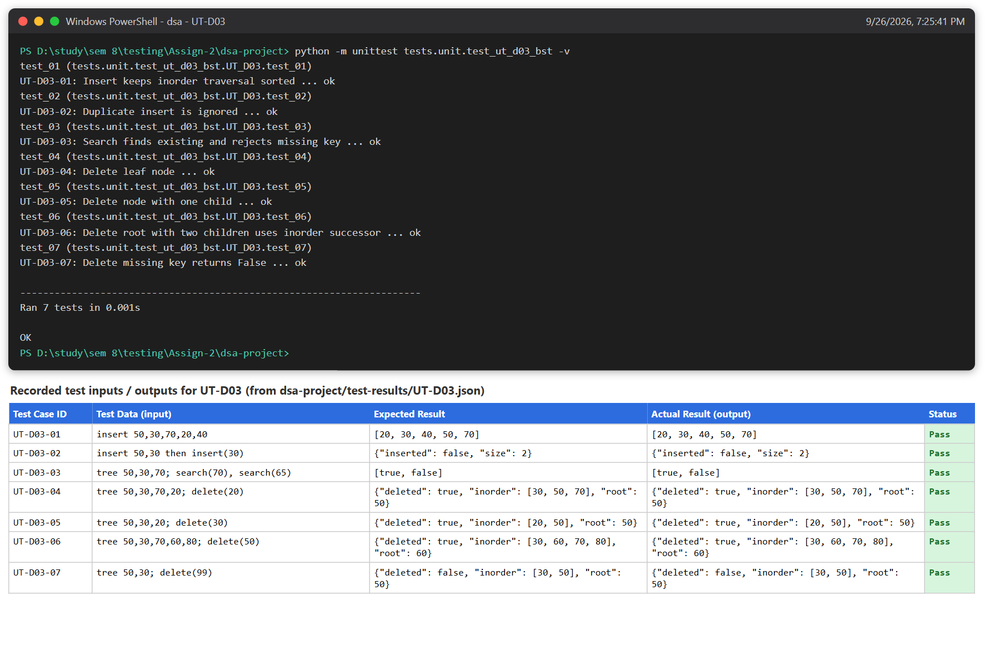 Windows PowerShell - dsa - UT-D03
9/26/2026, 7:25:41 PM
PS D:\study\sem 8\testing\Assign-2\dsa-project> python -m unittest tests.unit.test_ut_d03_bst -v
test_01 (tests.unit.test_ut_d03_bst.UT_D03.test_01)
UT-D03-01: Insert keeps inorder traversal sorted ... ok
test_02 (tests.unit.test_ut_d03_bst.UT_D03.test_02)
UT-D03-02: Duplicate insert is ignored ... ok
test_03 (tests.unit.test_ut_d03_bst.UT_D03.test_03)
UT-D03-03: Search finds existing and rejects missing key ... ok
test_04 (tests.unit.test_ut_d03_bst.UT_D03.test_04)
UT-D03-04: Delete leaf node ... ok
test_05 (tests.unit.test_ut_d03_bst.UT_D03.test_05)
UT-D03-05: Delete node with one child ... ok
test_06 (tests.unit.test_ut_d03_bst.UT_D03.test_06)
UT-D03-06: Delete root with two children uses inorder successor ... ok
test_07 (tests.unit.test_ut_d03_bst.UT_D03.test_07)
UT-D03-07: Delete missing key returns False ... ok
----------------------------------------------------------------------
Ran 7 tests in 0.001s
OK
PS D:\study\sem 8\testing\Assign-2\dsa-project>
Recorded test inputs / outputs for UT-D03 (from dsa-project/test-results/UT-D03.json)
Test Case ID Test Data (input) Expected Result Actual Result (output) Status
UT-D03-01 insert 50,30,70,20,40 [20, 30, 40, 50, 70] [20, 30, 40, 50, 70] Pass
UT-D03-02 insert 50,30 then insert(30) {"inserted": false, "size": 2} {"inserted": false, "size": 2} Pass
UT-D03-03 tree 50,30,70; search(70), search(65) [true, false] [true, false] Pass
UT-D03-04 tree 50,30,70,20; delete(20) {"deleted": true, "inorder": [30, 50, 70], "root": {"deleted": true, "inorder": [30, 50, 70], "root": Pass
50} 50}
UT-D03-05 tree 50,30,20; delete(30) {"deleted": true, "inorder": [20, 50], "root": 50} {"deleted": true, "inorder": [20, 50], "root": 50} Pass
UT-D03-06 tree 50,30,70,60,80; delete(50) {"deleted": true, "inorder": [30, 60, 70, 80], {"deleted": true, "inorder": [30, 60, 70, 80], Pass
"root": 60} "root": 60}
UT-D03-07 tree 50,30; delete(99) {"deleted": false, "inorder": [30, 50], "root": {"deleted": false, "inorder": [30, 50], "root": Pass
50} 50}